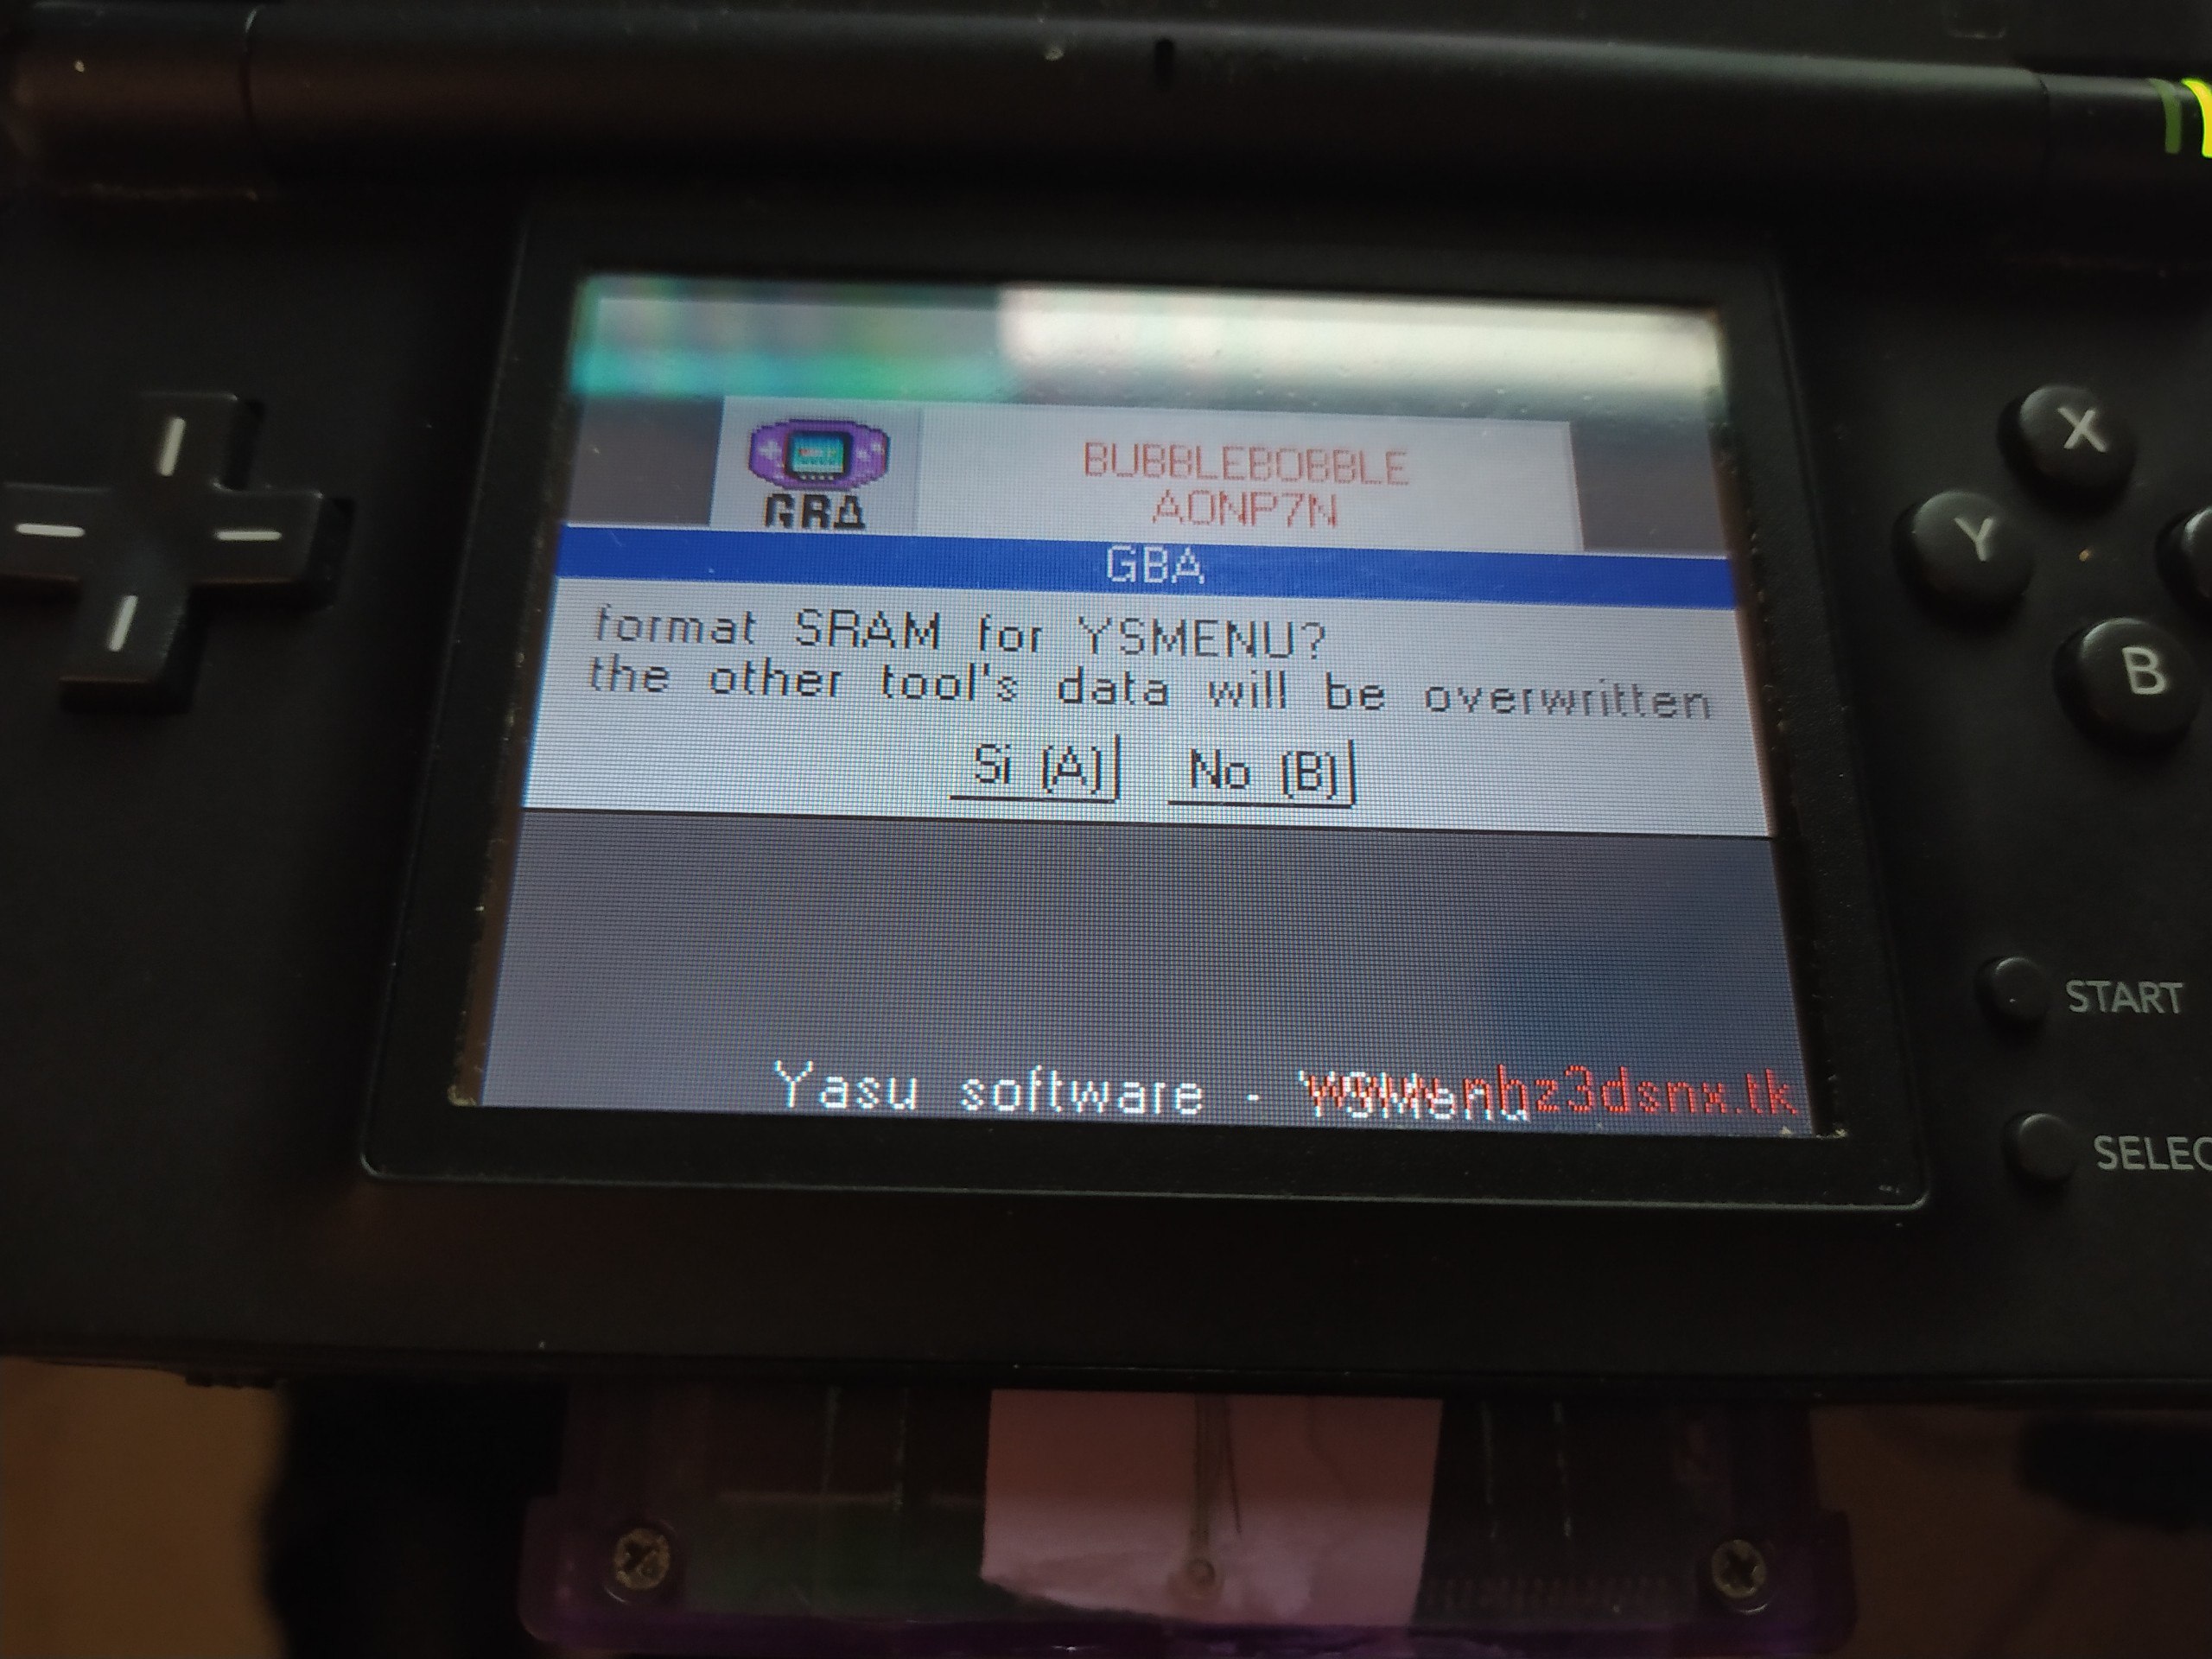 GBA
BUBBLEBOBBLE
AONP7N
GBA
format SRAM for YSMENU?
the other tool's data will be overwritten
Si (A) No (B)
Yasu software - YSMenu
X
Y
B
START
SELEC